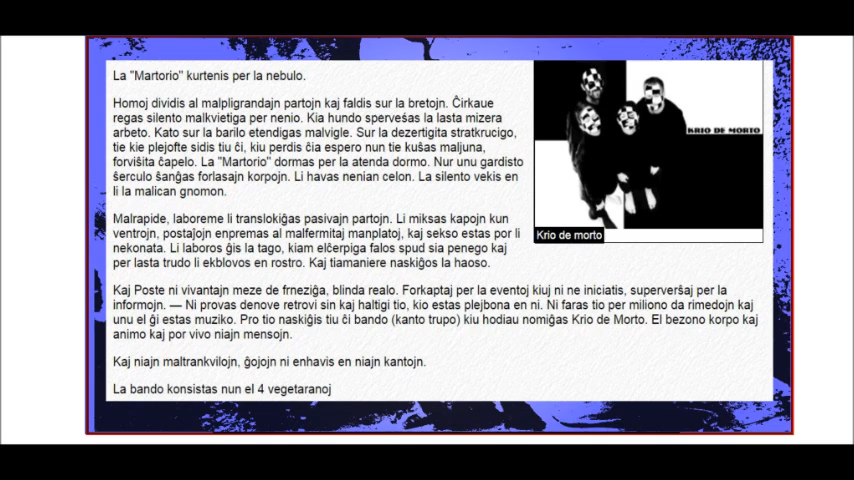 La "Martorio" kurtenis per la nebulo.
Homoj dividis al malpligrandajn partojn kaj faldis sur la bretojn. Ĉirkaue
regas silento malkvietiga per nenio. Kia hundo sperveŝas la lasta mizera
arbeto. Kato sur la barilo etendigas malvigle. Sur la dezertigita stratkrucigo,
tie kie plejofte sidis tiu ĉi, kiu perdis ĉia espero nun tie kuŝas maljuna,
forviŝita ĉapelo. La "Martorio" dormas per la atenda dormo. Nur unu gardisto
ŝerculo ŝanĝas forlasajn korpojn. Li havas nenian celon. La silento vekis en
li la malican gnomon.
Malrapide, laboreme li translokiĝas pasivajn partojn. Li miksas kapojn kun
ventrojn, postaĵojn enpremas al malfermitaj manplatoj, kaj sekso estas por li
nekonata. Li laboros ĝis la tago, kiam elĉerpiga falos spud sia penego kaj
per lasta trudo li ekblovos en rostro. Kaj tiamaniere naskiĝos la haoso.
Kaj Poste ni vivantajn meze de frneziĝa, blinda realo. Forkaptaj per la eventoj kiuj ni ne iniciatis, superverŝaj per la
informojn. — Ni provas denove retrovi sin kaj haltigi tio, kio estas plejbona en ni. Ni faras tio per miliono da rimedojn kaj
unu el ĝi estas muziko. Pro tio naskiĝis tiu ĉi bando (kanto trupo) kiu hodiau nomiĝas Krio de Morto. El bezono korpo kaj
animo kaj por vivo niajn mensojn.
Kaj niajn maltrankvilojn, ĝojojn ni enhavis en niajn kantojn.
La bando konsistas nun el 4 vegetaranoj
KRIO DE MORTO
Krio de morto